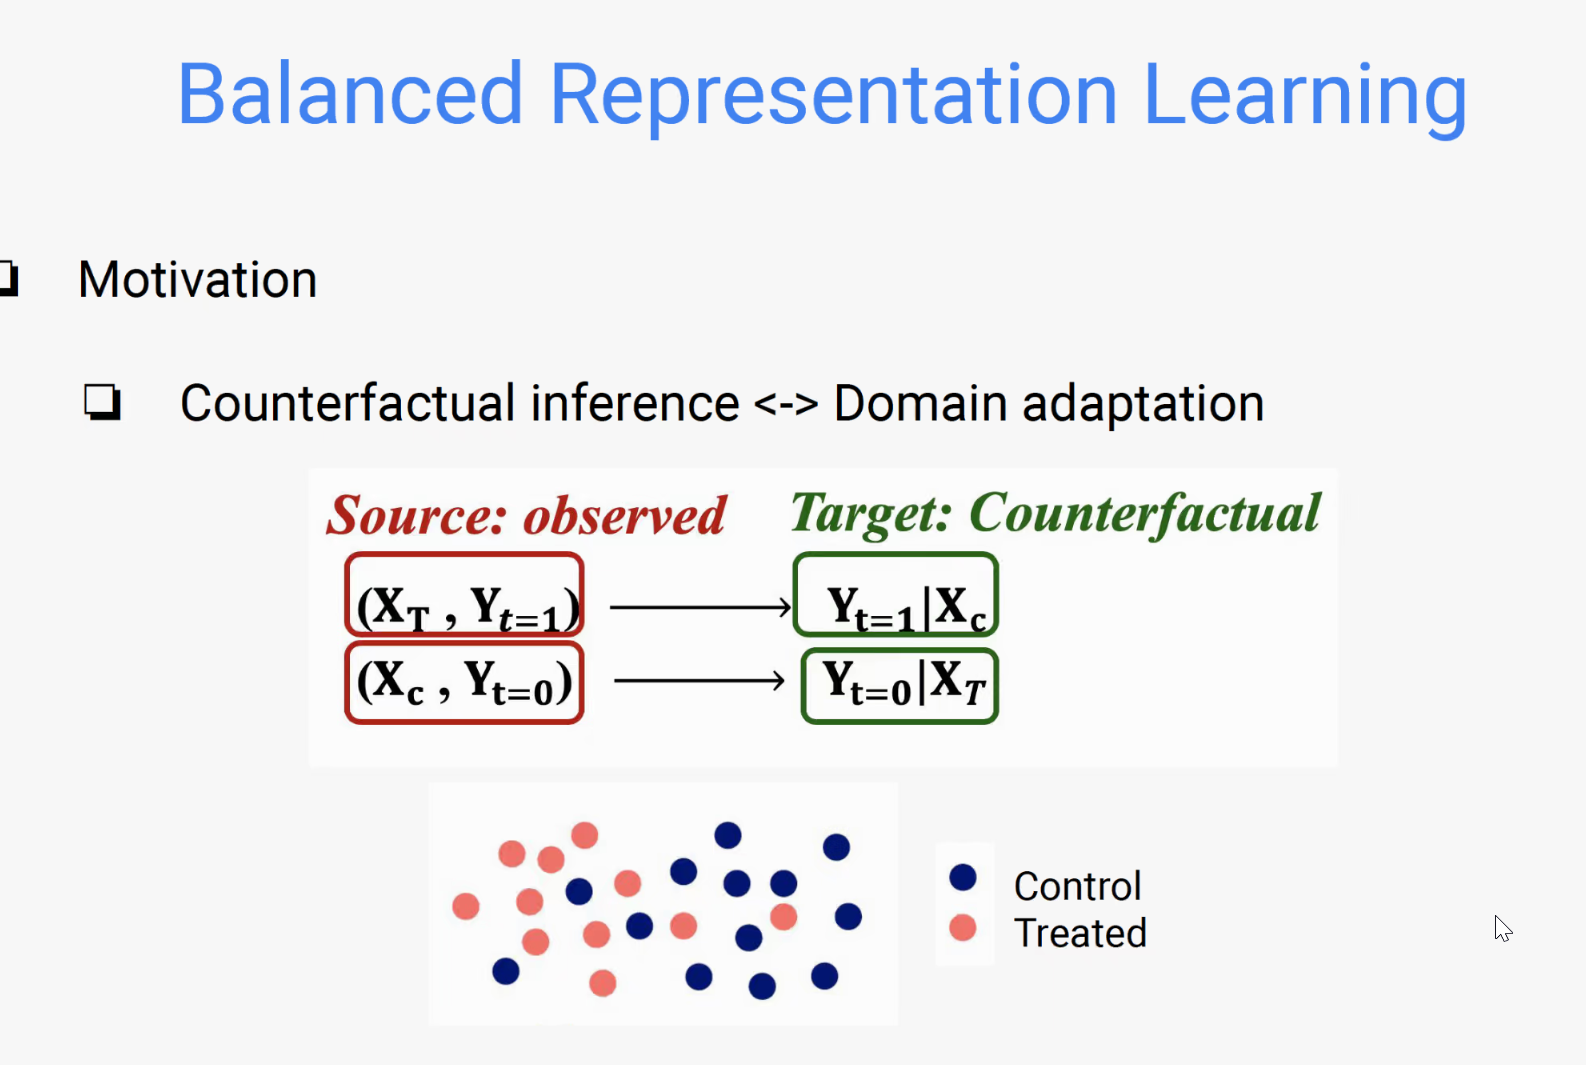 Balanced Representation Learning
Motivation
Counterfactual inference <-> Domain adaptation
Source: observed
Target: Counterfactual
(X_T , Y_{t=1})
Y_{t=1}|X_c
(X_c , Y_{t=0})
Y_{t=0}|X_T
Control
Treated